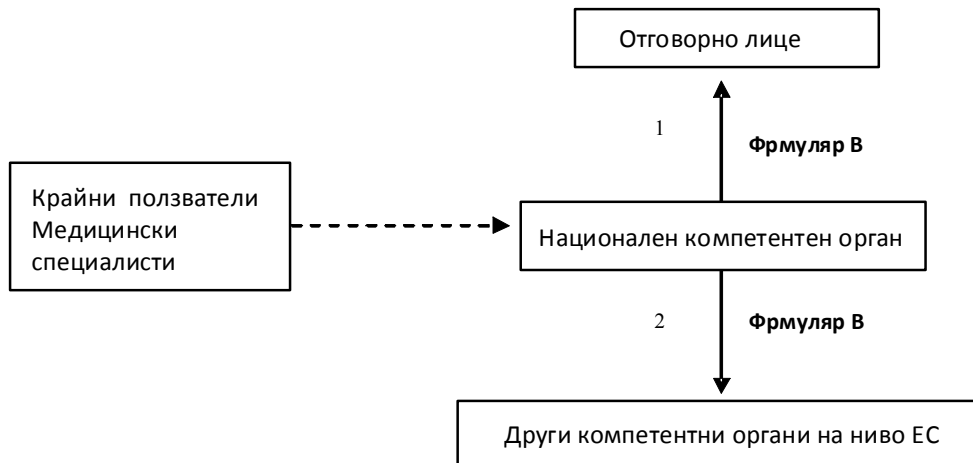 Отговорно лице
1
Фрмуляр В
Крайни ползватели
Медицински
специалисти
Национален компетентен орган
2
Фрмуляр В
Други компетентни органи на ниво ЕС